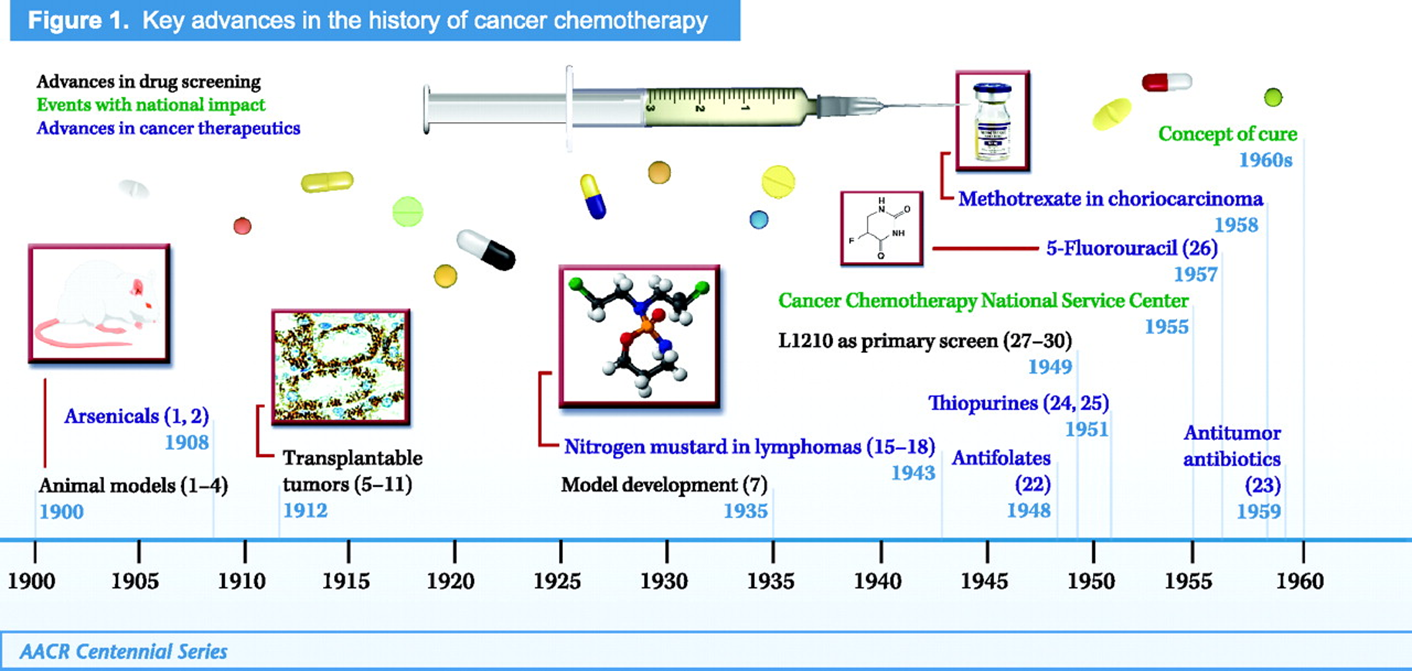 Figure 1. Key advances in the history of cancer chemotherapy
Advances in drug screening
Events with national impact
Advances in cancer therapeutics
3 2 1
Concept of cure
1960s
Methotrexate in choriocarcinoma
1958
H
N
O
NH
F
O
5-Fluorouracil (26)
1957
Cancer Chemotherapy National Service Center
1955
L1210 as primary screen (27–30)
1949
Thiopurines (24, 25)
1951
Arsenicals (1, 2)
1908
Animal models (1–4)
1900
Transplantable
tumors (5–11)
1912
Nitrogen mustard in lymphomas (15–18)
1943
Model development (7)
1935
Antifolates
(22)
1948
Antitumor
antibiotics
(23)
1959
1900 1905 1910 1915 1920 1925 1930 1935 1940 1945 1950 1955 1960
AACR Centennial Series